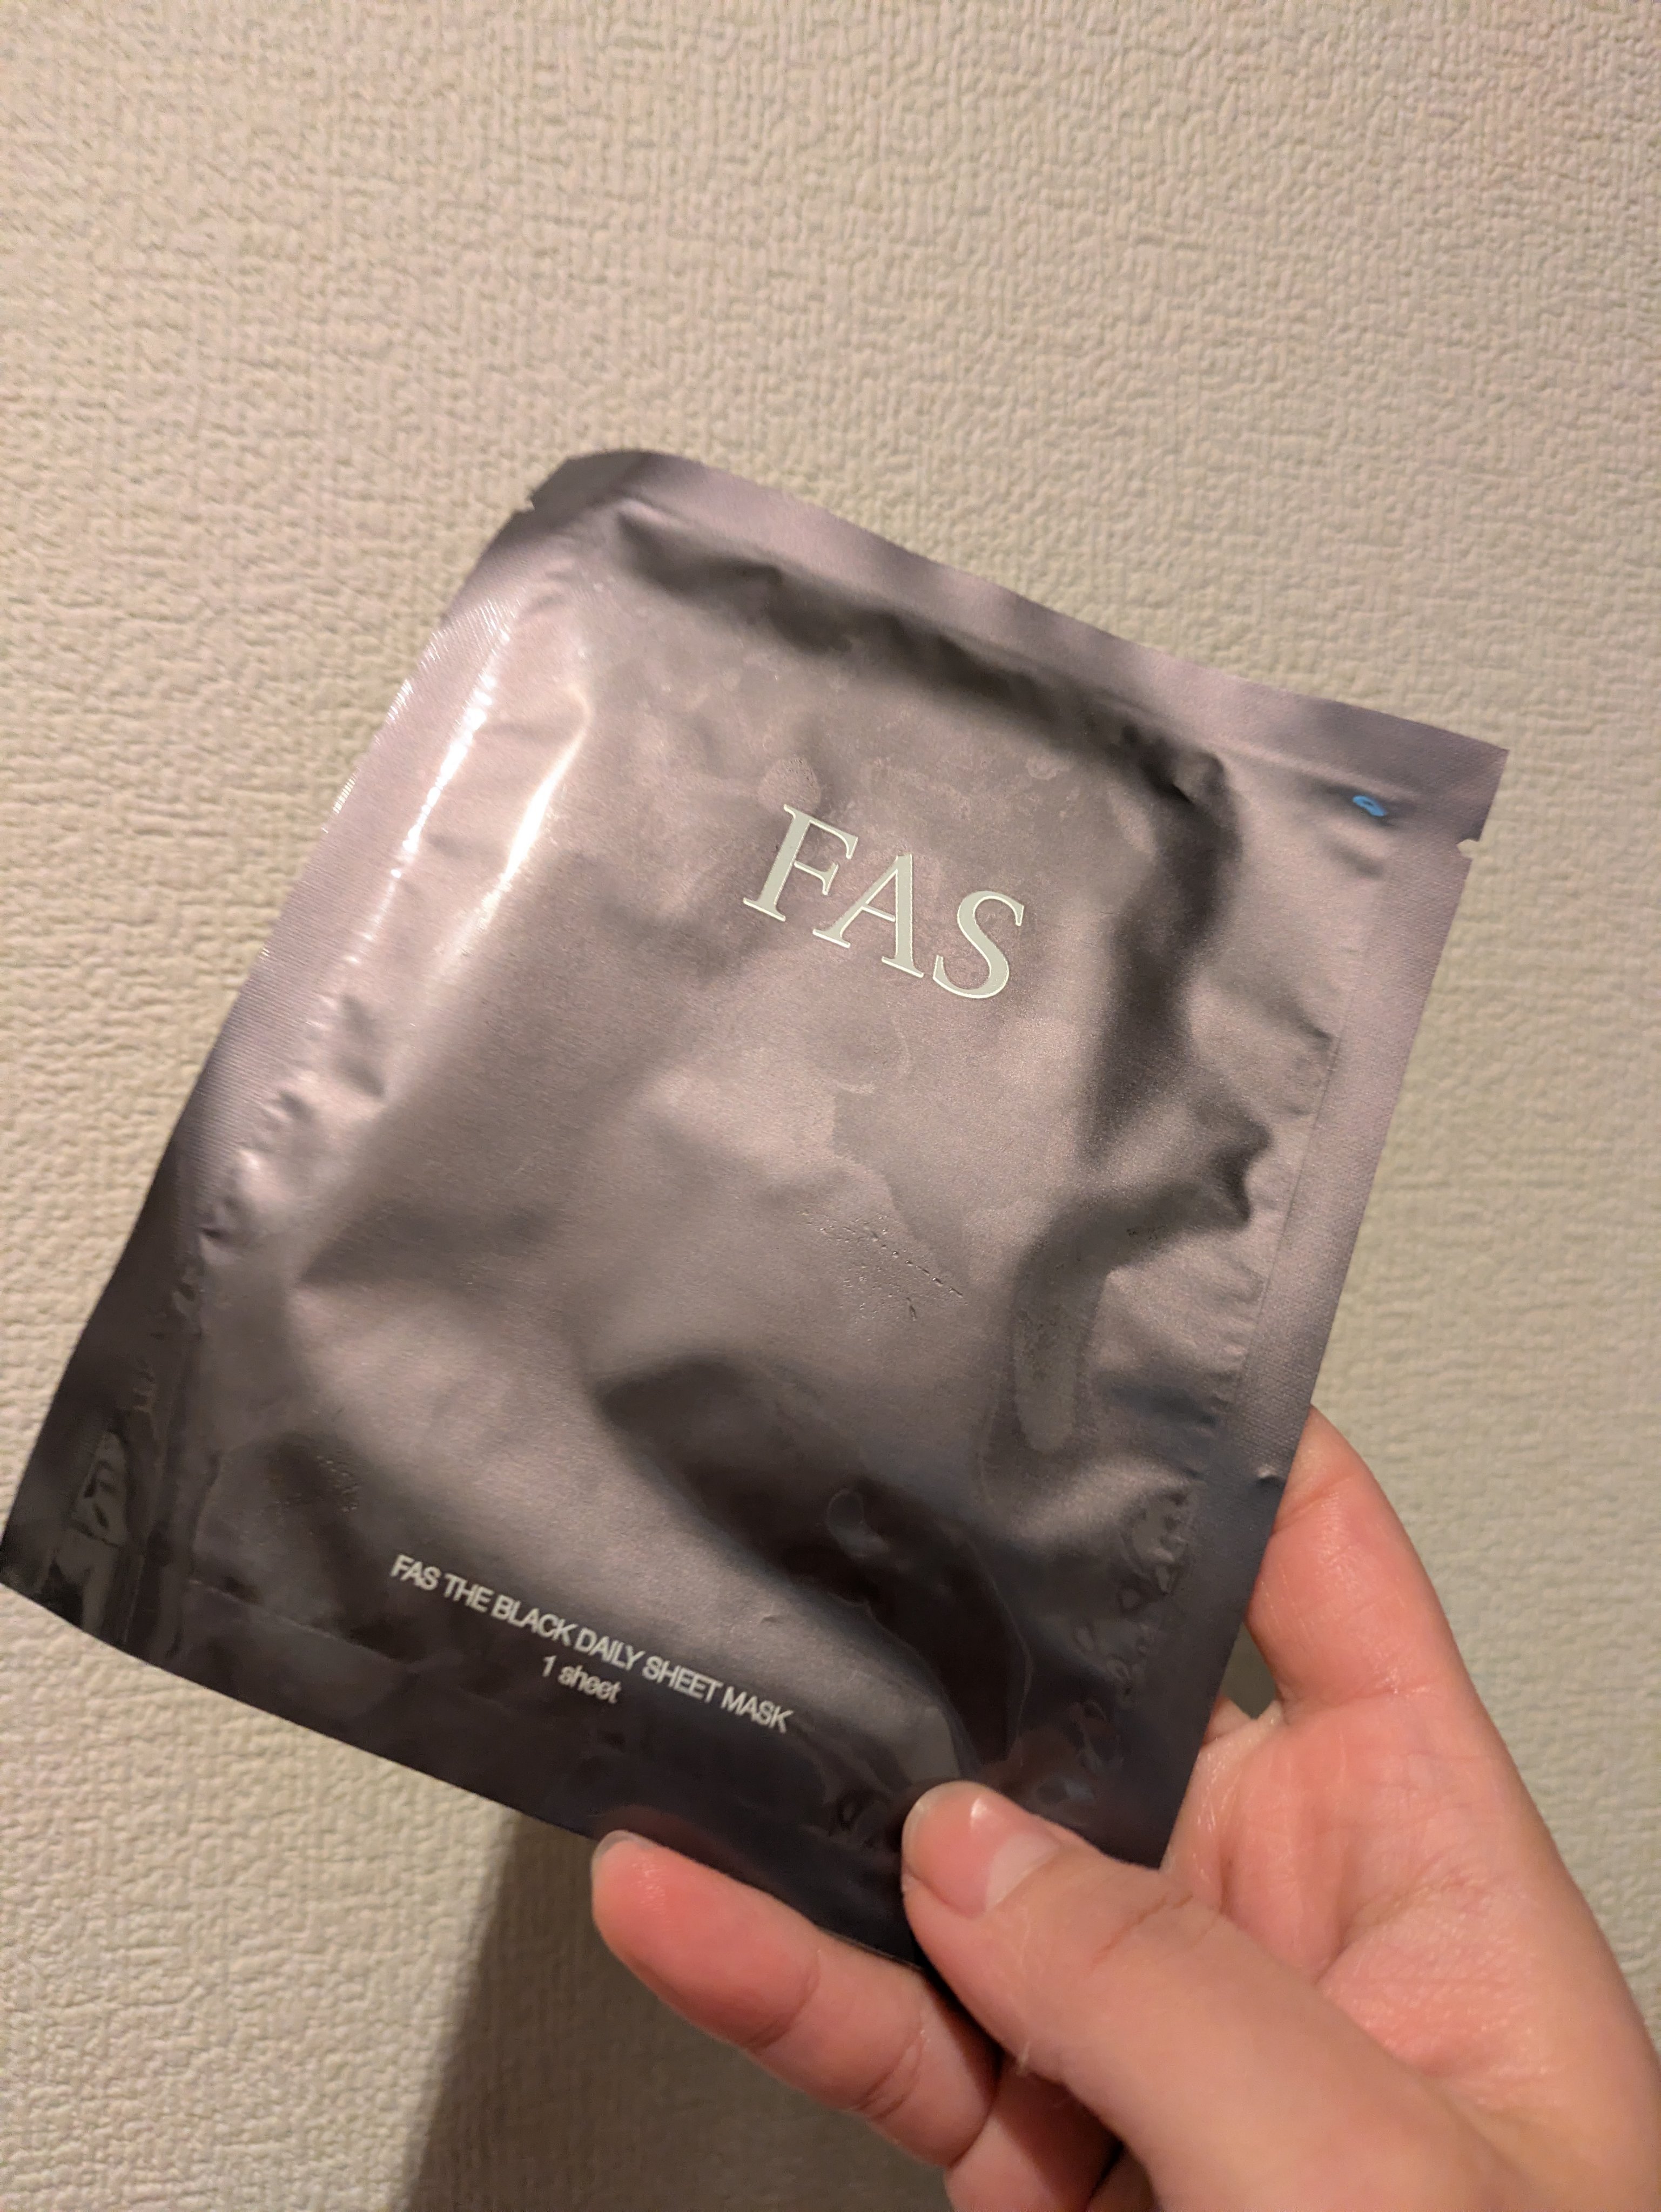 FAS
FAS THE BLACK DAILY SHEET MASK
1 sheet